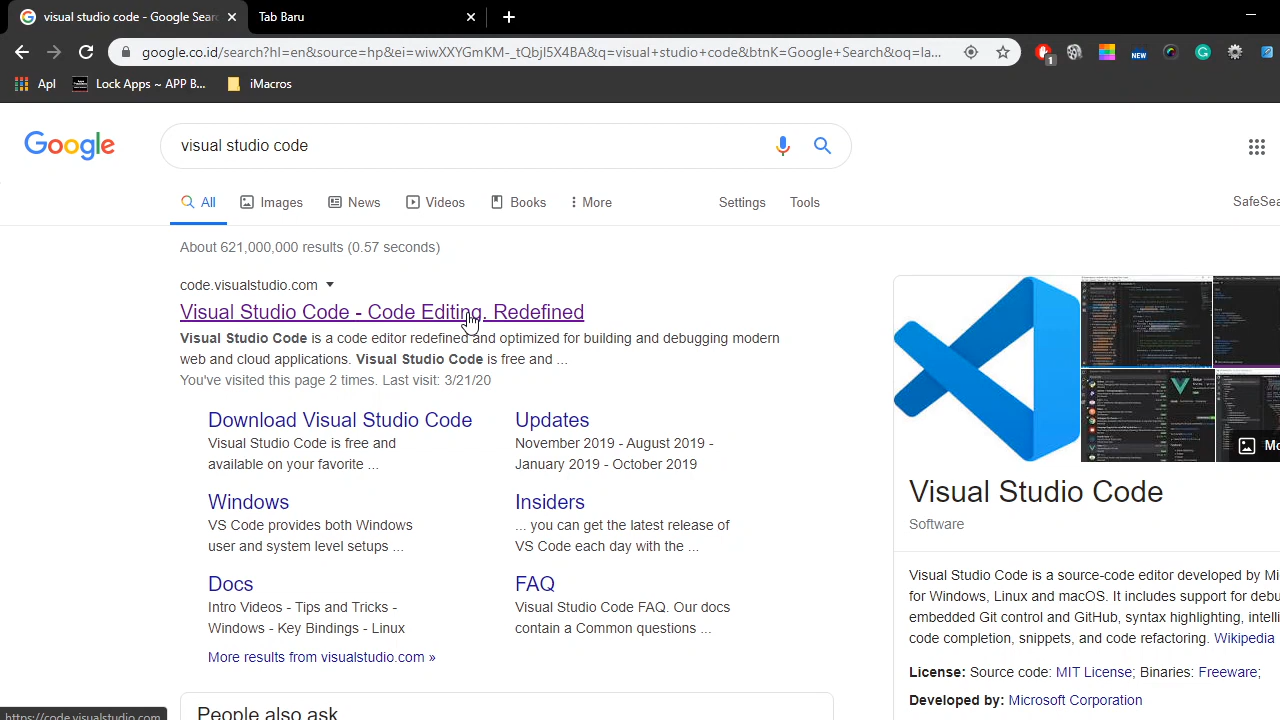 visual studio code - Google Sear
Tab Baru
google.co.id/search?hl=en&source=hp&ei=wiwXXYGmKM-_tQbjI5X4BA&q=visual+studio+code&btnK=Google+Search&oq=la...
1
NEW
Apl
Lock Apps ~ APP B...
iMacros
Google
visual studio code
All
Images
News
Videos
Books
More
Settings
Tools
SafeSea
About 621,000,000 results (0.57 seconds)
code.visualstudio.com
Visual Studio Code - Code Editing. Redefined
Visual Studio Code is a code editor redefined and optimized for building and debugging modern
web and cloud applications. Visual Studio Code is free and ...
You've visited this page 2 times. Last visit: 3/21/20
Download Visual Studio Code
Visual Studio Code is free and
available on your favorite ...
Updates
November 2019 - August 2019 -
January 2019 - October 2019
Windows
VS Code provides both Windows
user and system level setups ...
Insiders
... you can get the latest release of
VS Code each day with the ...
Docs
Intro Videos - Tips and Tricks -
Windows - Key Bindings - Linux
FAQ
Visual Studio Code FAQ. Our docs
contain a Common questions ...
More results from visualstudio.com »
People also ask
Mo
Visual Studio Code
Software
Visual Studio Code is a source-code editor developed by Mi
for Windows, Linux and macOS. It includes support for debu
embedded Git control and GitHub, syntax highlighting, intelli
code completion, snippets, and code refactoring. Wikipedia
License: Source code: MIT License; Binaries: Freeware;
Developed by: Microsoft Corporation
https://code.visualstudio.com